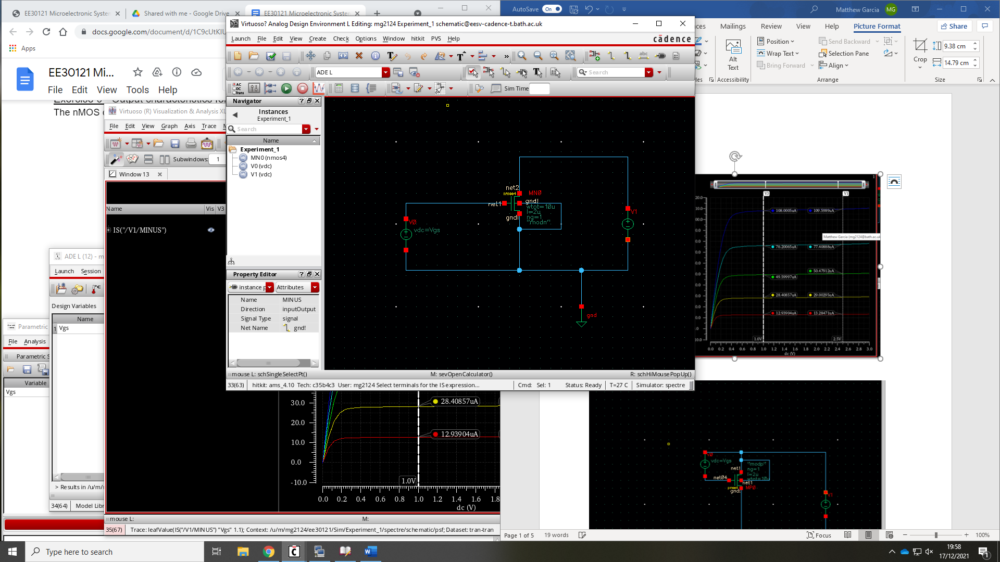 EE30121 Microelectronic System
Shared with me - Google Drive
EE30121 Microelectronic System
docs.google.com/document/d/1C9cUtKIU
Apps
EE30121 Mi...
File Edit View Tools Help
The nMOS
Virtuoso (R) Visualization & Analysis XL
File Edit View Graph Axis Trace
Subwindows: 1
Window 13
Name Vis V3
IS("/V1/MINUS")
ADE L (12) - m
Launch Session
Design Variables
Name
1 Vgs
> Results in /u/m/r
34(64) Model Libr
Parametric
File Analysis
Parametric S
Variable
Vgs
Virtuoso? Analog Design Environment L Editing: mg2124 Experiment_1 schematic@eesv-cadence-t.bath.ac.uk
Launch File Edit View Create Check Options Window hitkit PVS Help
cādence
ADE L
Search
AC
DC
Trans
Sim Time
Navigator
Instances
Experiment_1
Search
Name
Experiment_1
MN0 (nmos4)
V0 (vdc)
V1 (vdc)
Property Editor
instance p Attributes
Name MINUS
Direction inputOutput
Signal Type signal
Net Name gnd!
net2
nmos4 MN0
net1 gnd!
wtot=10u
l=2u
gnd! ng=1
"modn"
V0
vdc=Vgs
V1
gnd
mouse L: schSingleSelectPt() M: sevOpenCalculator() R: schHiMousePopUp()
33(63) hitkit: ams_4.10 Tech: c35b4c3 User: mg2124 Select terminals for the IS expression... Cmd: Sel: 1 Status: Ready T=27 C Simulator: spectre
30.0
20.0
10.0
0.0
-10.0
28.40857uA
12.93904uA
1.0V
0.0 0.2 0.4 0.6 0.8 1.0 1.2 1.4 1.6 1.8
dc (V)
mouse L: M:
35(67) Trace: leafValue(IS("/V1/MINUS") "Vgs" 1.1); Context: /u/m/mg2124/ee30121/Sim/Experiment_1/spectre/schematic/psf; Dataset: tran-tran
AutoSave On
Matthew Garcia MG
Mailings Review View Help Picture Format
Share
Alt
Text
Accessibility
Position
Wrap Text
Bring Forward
Send Backward
Selection Pane
Align
Arrange
Crop
9.38 cm
14.79 cm
Size
V3 V1
108.0005uA 109.5989uA
Matthew Garcia (mg2124@bath.ac.uk
76.20065uA 77.40888uA
49.59997uA 50.47912uA
28.40857uA 29.00295uA
12.93904uA 13.28471uA
1.0V 2.5V
0.0 0.2 0.4 0.6 0.8 1.0 1.2 1.4 1.6 1.8 2.0 2.2 2.4 2.6 2.8 3.0
dc (V)
V0
vdc=Vgs
"modp"
ng=1
l=2u
wtot=10u
net1
net04
net1
pmos4
gnd! MP0
V1
Page 1 of 5 19 words Focus 100%
Type here to search
19:58
17/12/2021
1